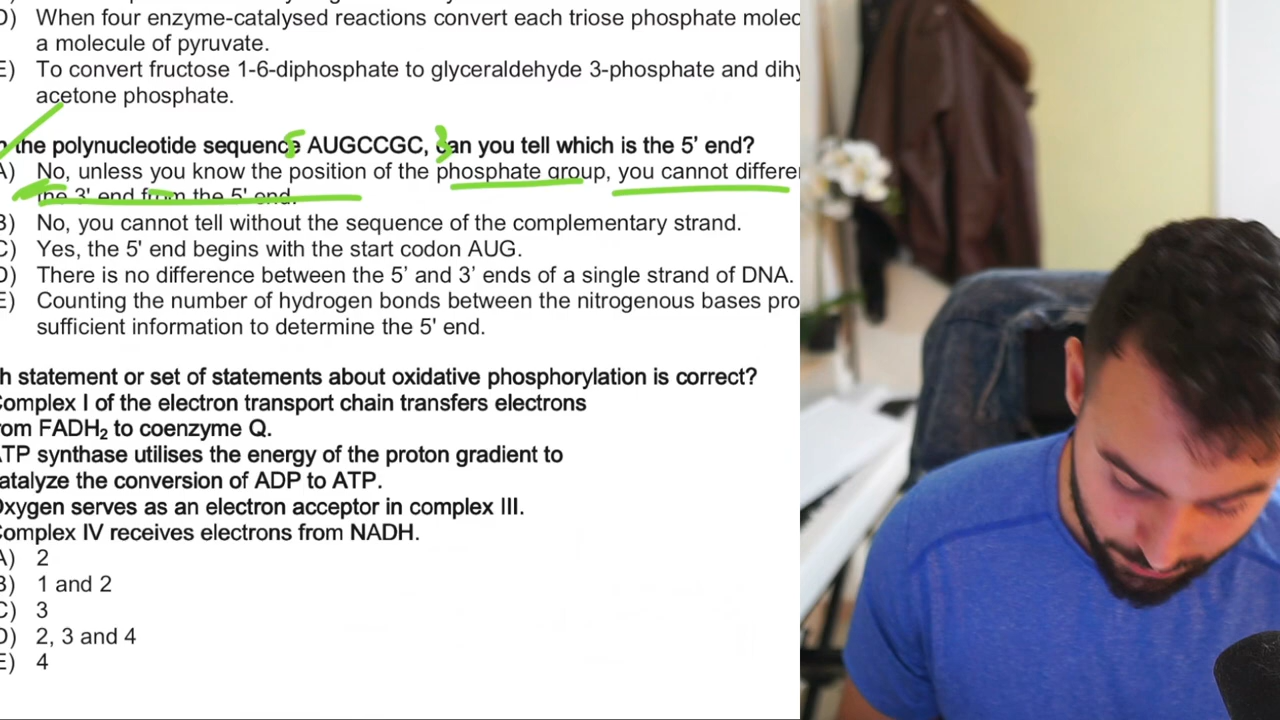 D) When four enzyme-catalysed reactions convert each triose phosphate
a molecule of pyruvate.
E) To convert fructose 1-6-diphosphate to glyceraldehyde 3-phosphate and
acetone phosphate.
the polynucleotide sequence 5 AUGCCGC, 3 can you tell which is the 5’ end?
A) No, unless you know the position of the phosphate group, you cannot
the 3' end from the 5' end.
B) No, you cannot tell without the sequence of the complementary strand.
C) Yes, the 5' end begins with the start codon AUG.
D) There is no difference between the 5’ and 3’ ends of a single strand of DNA.
E) Counting the number of hydrogen bonds between the nitrogenous bases
sufficient information to determine the 5' end.
statement or set of statements about oxidative phosphorylation is correct?
Complex I of the electron transport chain transfers electrons
from FADH₂ to coenzyme Q.
ATP synthase utilises the energy of the proton gradient to
catalyze the conversion of ADP to ATP.
Oxygen serves as an electron acceptor in complex III.
Complex IV receives electrons from NADH.
A) 2
B) 1 and 2
C) 3
D) 2, 3 and 4
E) 4